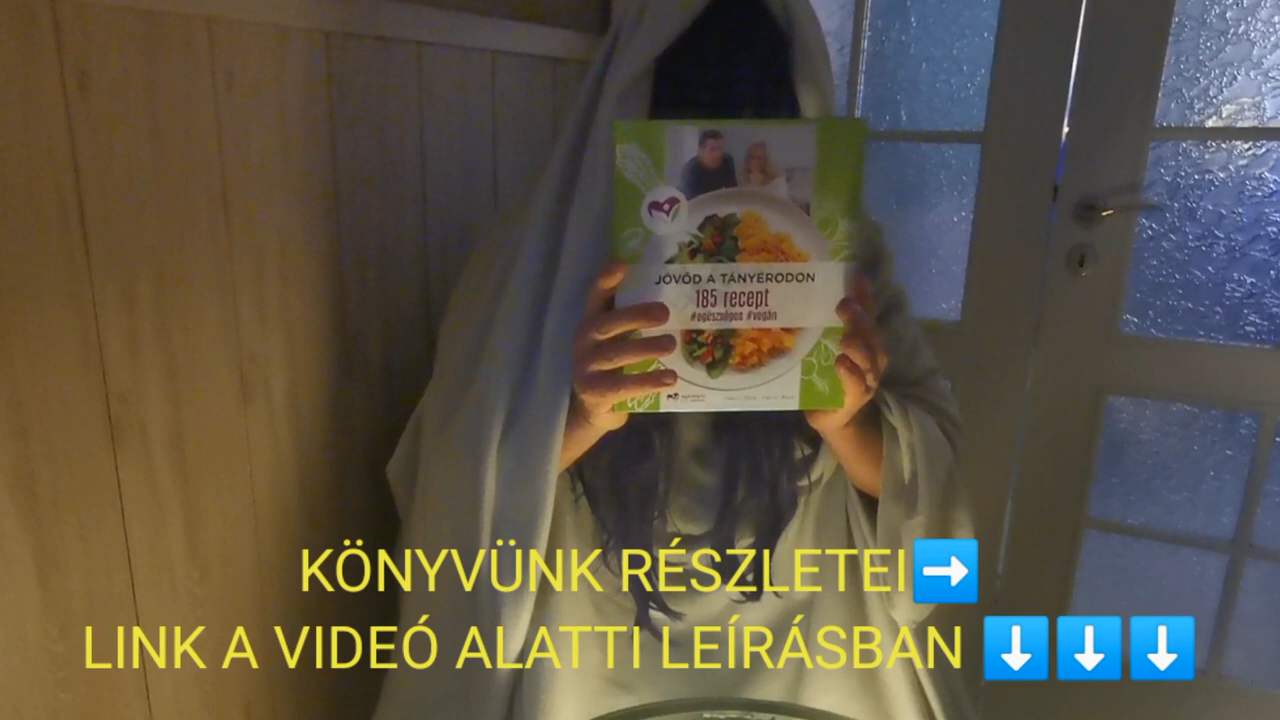 JÖVŐD A TÁNYÉRODON
185 recept
#egészséges #vegán
KÖNYVÜNK RÉSZLETEI➡️
LINK A VIDEÓ ALATTI LEÍRÁSBAN ⬇️⬇️⬇️